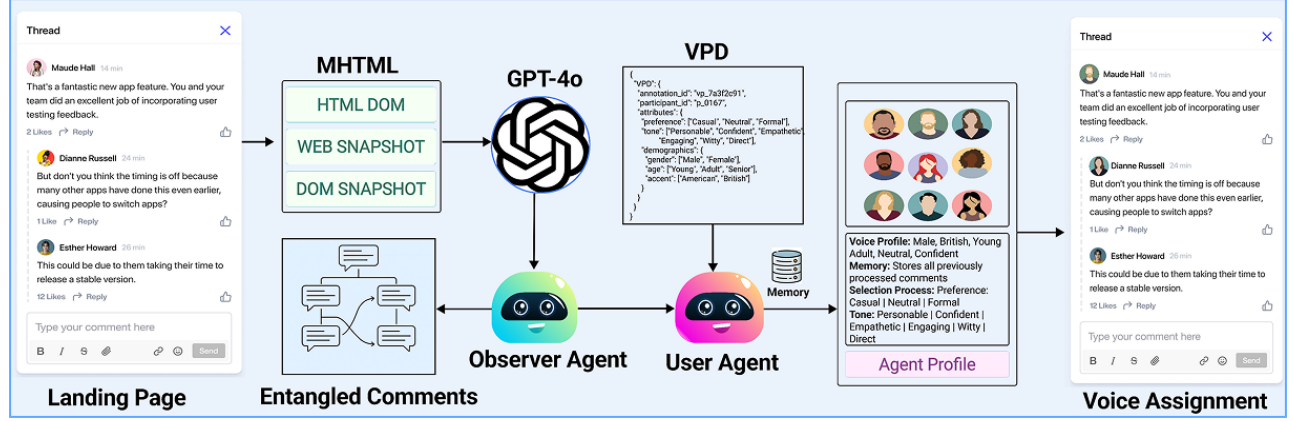 Thread
Maude Hall 14 min
That's a fantastic new app feature. You and your
team did an excellent job of incorporating user
testing feedback.
2 Likes Reply
Dianne Russell 24 min
But don't you think the timing is off because
many other apps have done this even earlier,
causing people to switch apps?
1 Like Reply
Esther Howard 26 min
This could be due to them taking their time to
release a stable version.
12 Likes Reply
Type your comment here
B I S Send
Landing Page
MHTML
HTML DOM
WEB SNAPSHOT
DOM SNAPSHOT
Entangled Comments
GPT-4o
Observer Agent
VPD
{
"VPD": {
"annotation_id": "vp_7a3f2c91",
"participant_id": "p_0167",
"attributes": {
"preference": ["Casual", "Neutral", "Formal"],
"tone": ["Personable", "Confident", "Empathetic",
"Engaging", "Witty", "Direct"],
"demographics": {
"gender": ["Male", "Female"],
"age": ["Young", "Adult", "Senior"],
"accent": ["American", "British"]
}
}
}
}
Memory
User Agent
Voice Profile: Male, British, Young
Adult, Neutral, Confident
Memory: Stores all previously
processed comments
Selection Process: Preference:
Casual | Neutral | Formal
Tone: Personable | Confident |
Empathetic | Engaging | Witty |
Direct
Agent Profile
Thread
Maude Hall 14 min
That's a fantastic new app feature. You and your
team did an excellent job of incorporating user
testing feedback.
2 Likes Reply
Dianne Russell 24 min
But don't you think the timing is off because
many other apps have done this even earlier,
causing people to switch apps?
1 Like Reply
Esther Howard 26 min
This could be due to them taking their time to
release a stable version.
12 Likes Reply
Type your comment here
B I S Send
Voice Assignment